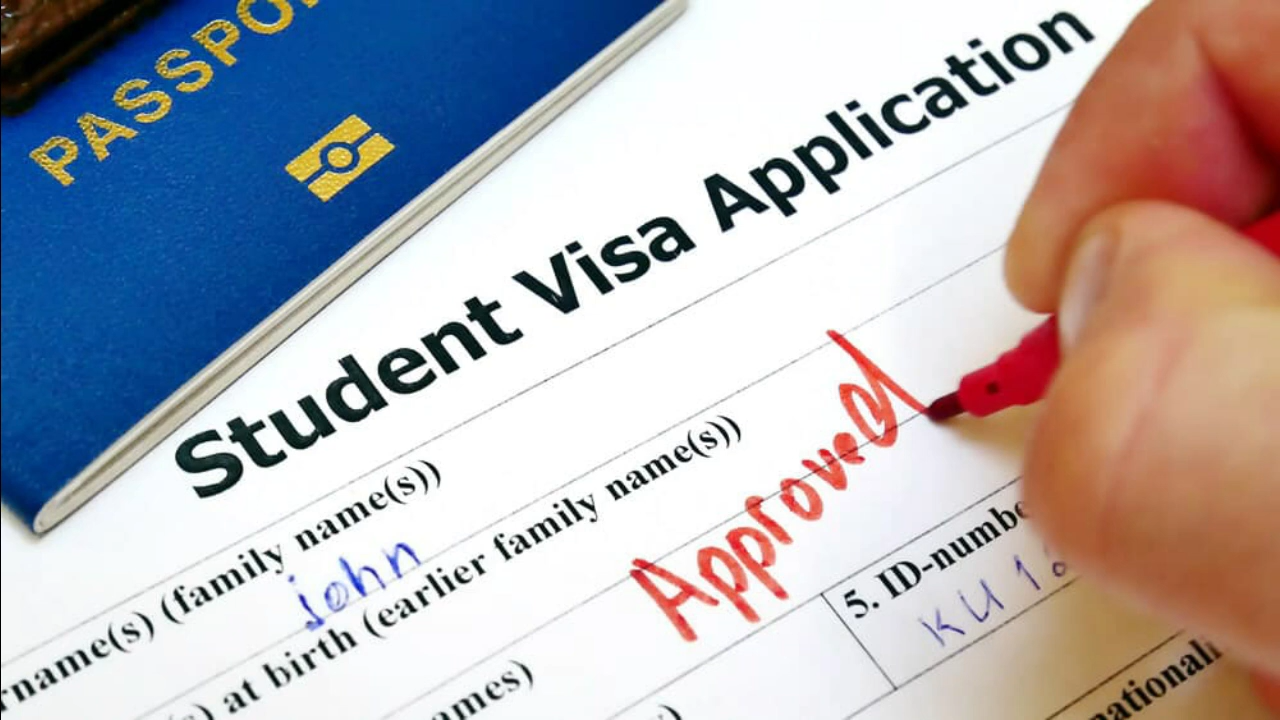 PASSPO
Student Visa Application
rname(s) (family name(s))
john
at birth (earlier family name(s))
Approved
ames)
5. ID-numbe
KU 1
nationali